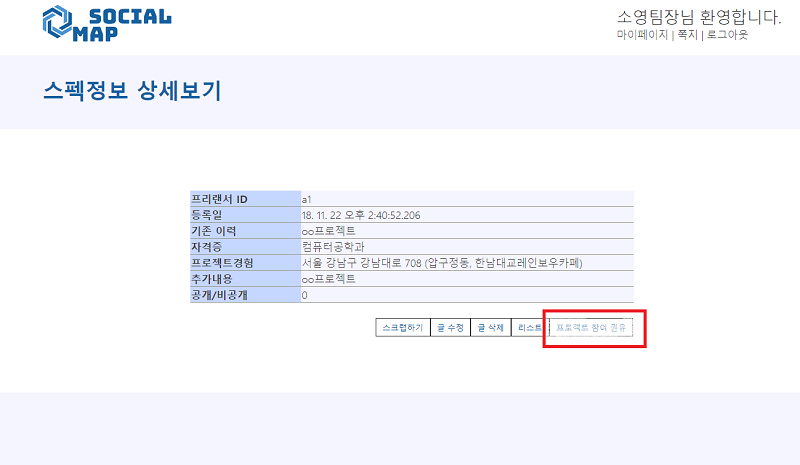 SOCIAL MAP
소영팀장님 환영합니다.
마이페이지 | 쪽지 | 로그아웃
스펙정보 상세보기
프리랜서 ID a1
등록일 18. 11. 22 오후 2:40:52.206
기존 이력 oo프로젝트
자격증 컴퓨터공학과
프로젝트경험 서울 강남구 강남대로 708 (압구정동, 한남대교레인보우카페)
추가내용 oo프로젝트
공개/비공개 0
스크랩하기 글 수정 글 삭제 리스트 프로젝트 참여 권유